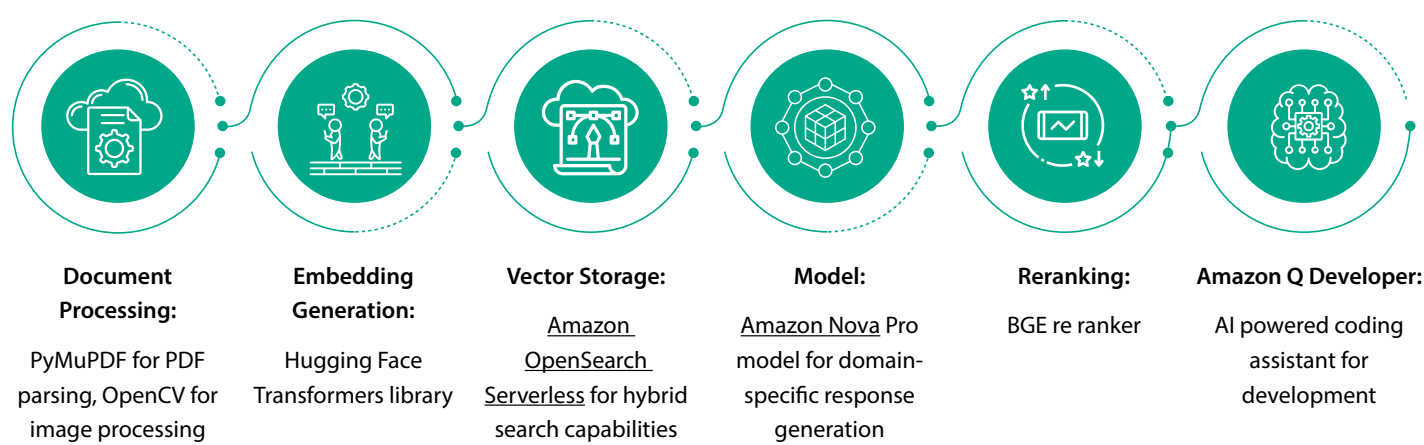 Document
Processing:
PyMuPDF for PDF
parsing, OpenCV for
image processing
Embedding
Generation:
Hugging Face
Transformers library
Vector Storage:
Amazon
OpenSearch
Serverless for hybrid
search capabilities
Model:
Amazon Nova Pro
model for domain-
specific response
generation
Reranking:
BGE re ranker
Amazon Q Developer:
AI powered coding
assistant for
development